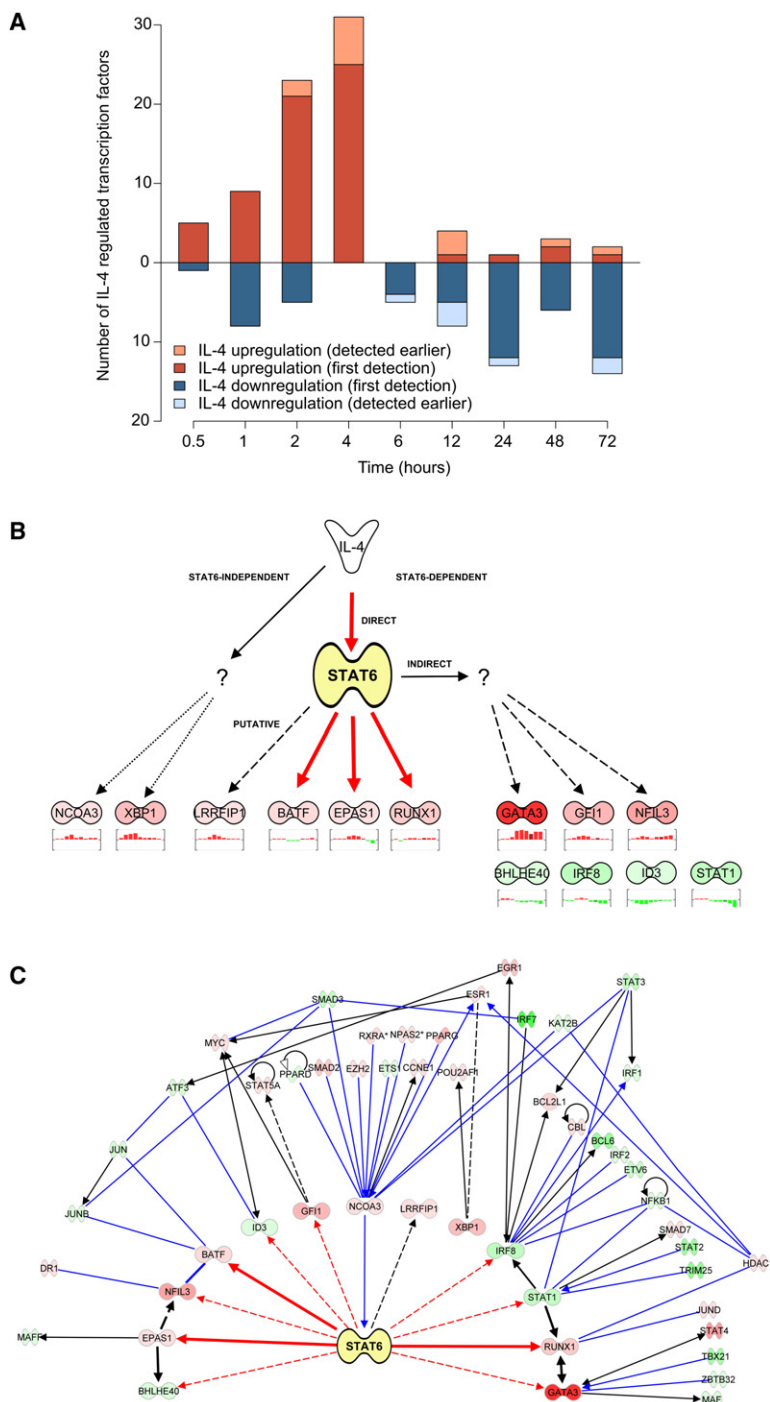 A
Number of IL-4 regulated transcription factors
30
20
10
0
10
20
IL-4 upregulation (detected earlier)
IL-4 upregulation (first detection)
IL-4 downregulation (first detection)
IL-4 downregulation (detected earlier)
0.5 1 2 4 6 12 24 48 72
Time (hours)
B
IL-4
STAT6-INDEPENDENT STAT6-DEPENDENT
DIRECT
? STAT6 INDIRECT ?
PUTATIVE
NCOA3 XBP1 LRRFIP1 BATF EPAS1 RUNX1 GATA3 GFI1 NFIL3
BHLHE40 IRF8 ID3 STAT1
C
EGR1
SMAD3 ESR1 STAT3
IRF7 KAT2B
MYC RXRA* NPAS2* PPARG
PPARD SMAD2 EZH2 ETS1 CCNE1 POU2AF1 IRF1
ATF3 STAT5A BCL2L1
CBL
BCL6
JUN IRF2
ETV6
JUNB GFI1 NCOA3 LRRFIP1 XBP1 NFKB1
ID3 SMAD7
BATF IRF8 STAT2 HDAC
DR1 TRIM25
NFIL3 STAT1
JUND
MAFF EPAS1 STAT6 RUNX1 STAT4
TBX21
ZBTB32
BHLHE40 GATA3 MAF